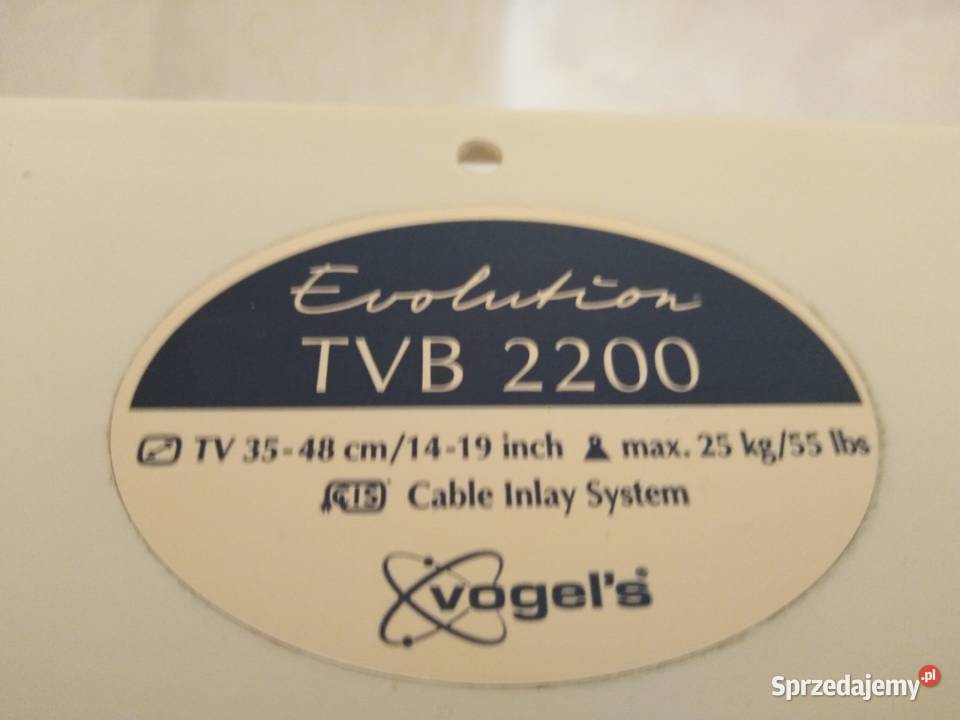 Evolution
TVB 2200
TV 35-48 cm/14-19 inch max. 25 kg/55 lbs
CIS Cable Inlay System
vogel's®
Sprzedajemy.pl